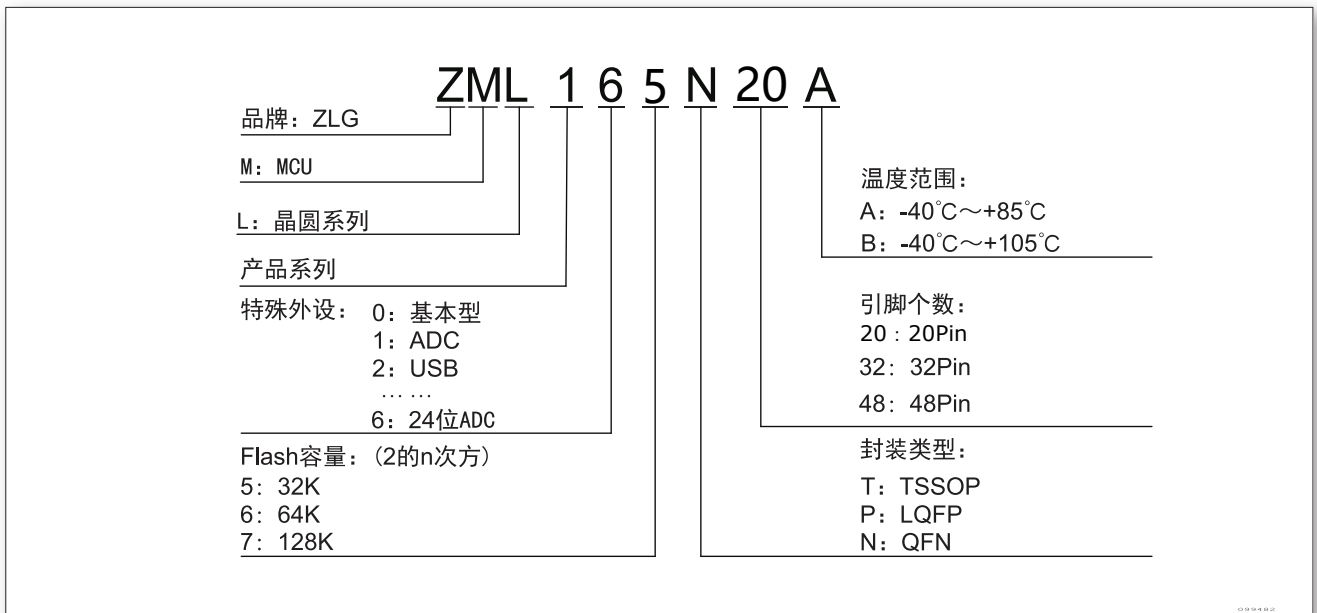 ZML 1 6 5 N 20 A
品牌：ZLG
M：MCU
L：晶圆系列
产品系列
特殊外设： 0：基本型
1：ADC
2：USB
... ...
6：24位ADC
Flash容量：(2的n次方)
5：32K
6：64K
7：128K
温度范围：
A：-40℃～+85℃
B：-40℃～+105℃
引脚个数：
20：20Pin
32：32Pin
48：48Pin
封装类型：
T：TSSOP
P：LQFP
N：QFN
099482